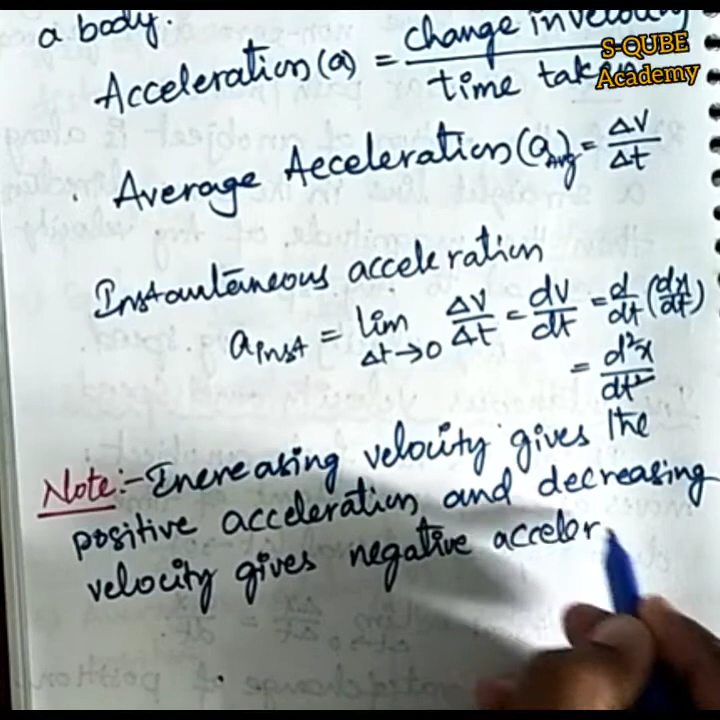 a body.
Acceleration(a) = change in velocity / time taken
S-QUBE
Academy
Average Acceleration(a avg) = ΔV/Δt
Instantaneous acceleration
a inst = lim Δt→0 ΔV/Δt = dV/dt = d/dt (dx/dt)
= d²x/dt²
Note:- Increasing velocity gives the
positive acceleration and decreasing
velocity gives negative acceler